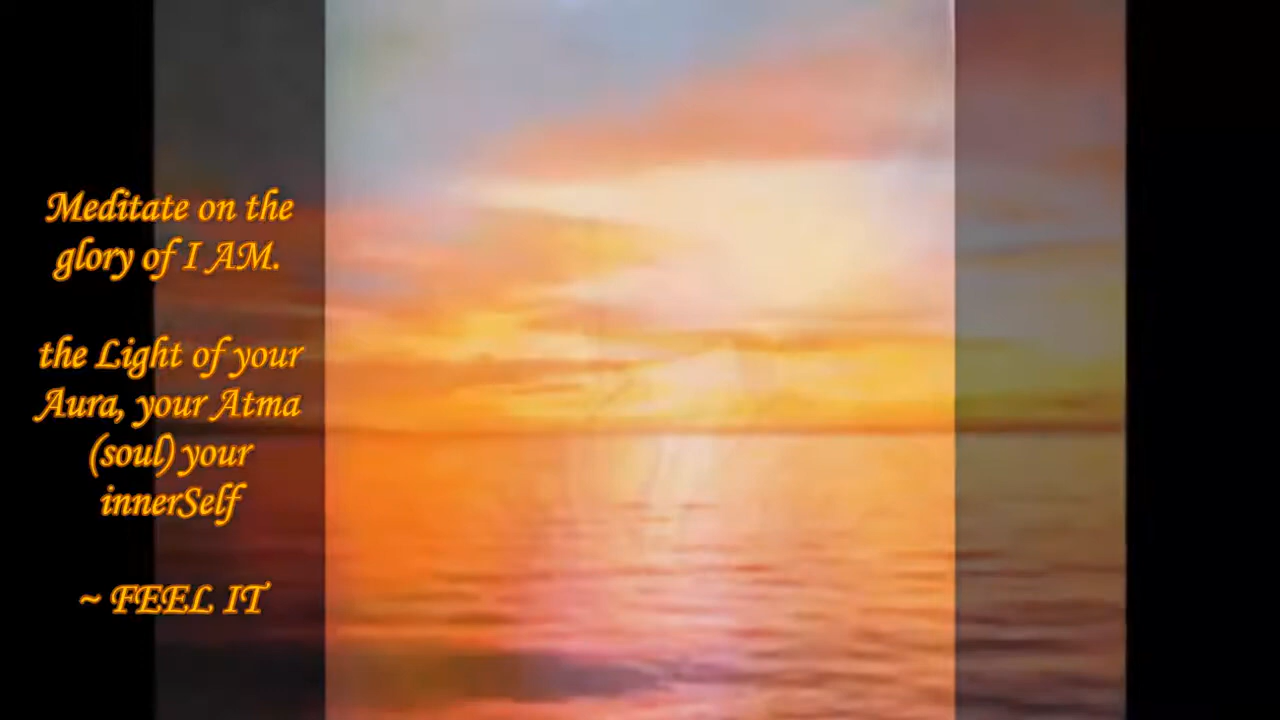 Meditate on the
glory of I AM.
the Light of your
Aura, your Atma
(soul) your
innerSelf
~ FEEL IT